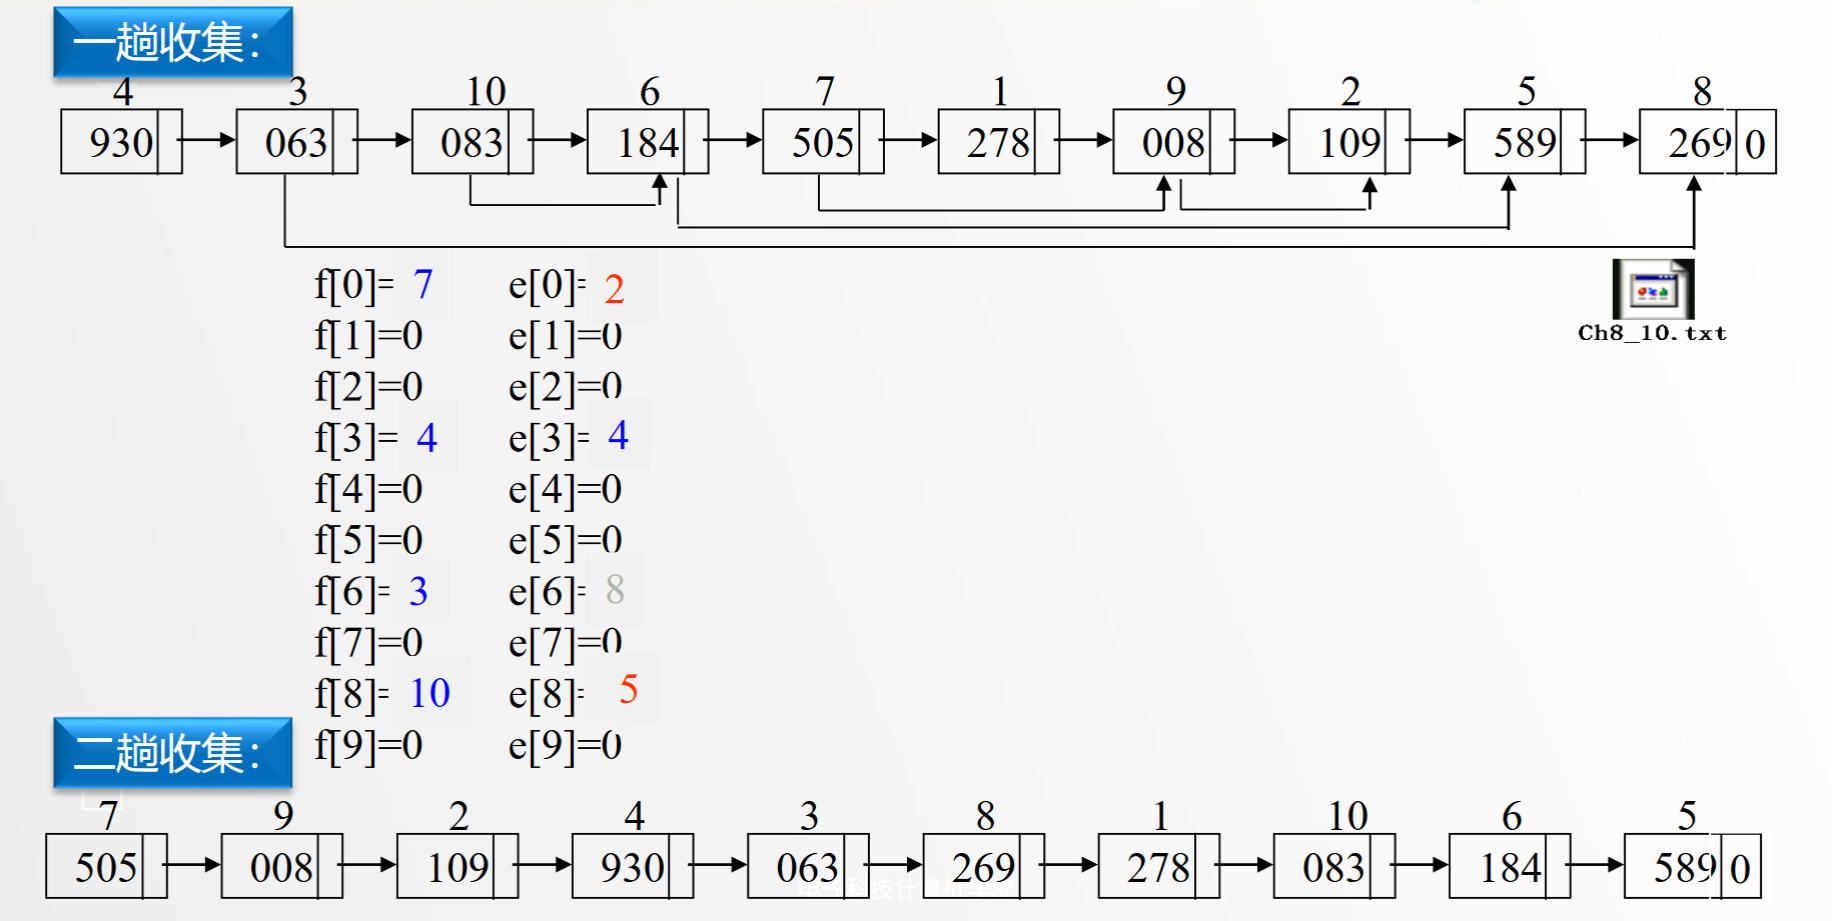 一趟收集：
4 3 10 6 7 1 9 2 5 8
930 063 083 184 505 278 008 109 589 269 0
f[0]= 7 e[0]= 2
f[1]=0 e[1]=0
Ch8_10.txt
f[2]=0 e[2]=0
f[3]= 4 e[3]= 4
f[4]=0 e[4]=0
f[5]=0 e[5]=0
f[6]= 3 e[6]= 8
f[7]=0 e[7]=0
f[8]= 10 e[8]= 5
f[9]=0 e[9]=0
二趟收集：
7 9 2 4 3 8 1 10 6 5
505 008 109 930 063 269 278 083 184 589 0